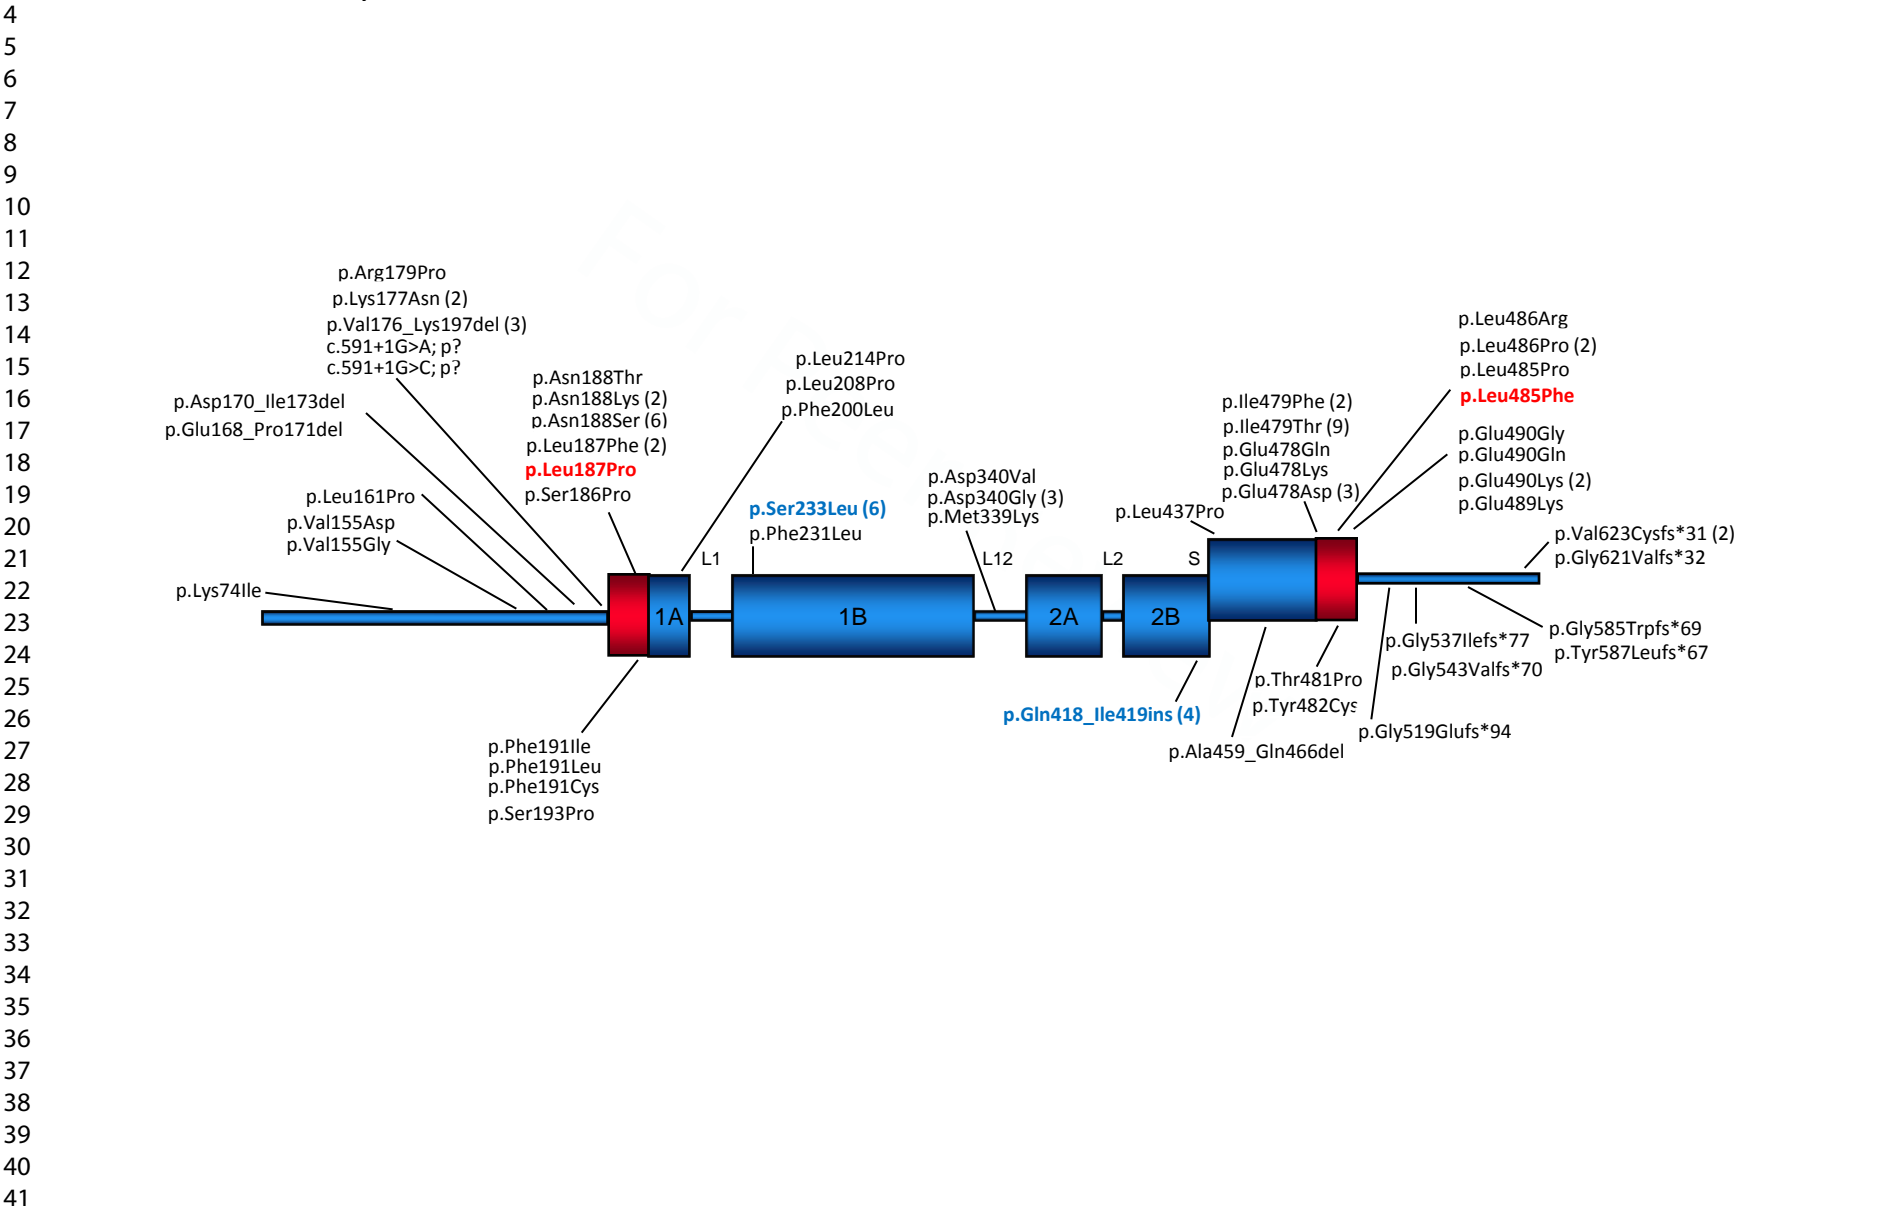 4
5
6
7
8
9
10
11
12
13
14
15
16
17
18
19
20
21
22
23
24
25
26
27
28
29
30
31
32
33
34
35
36
37
38
39
40
41
p.Arg179Pro
p.Lys177Asn (2)
p.Val176_Lys197del (3)
c.591+1G>A; p?
c.591+1G>C; p?
p.Asp170_Ile173del
p.Glu168_Pro171del
p.Leu161Pro
p.Val155Asp
p.Val155Gly
p.Lys74Ile
p.Asn188Thr
p.Asn188Lys (2)
p.Asn188Ser (6)
p.Leu187Phe (2)
p.Leu187Pro
p.Ser186Pro
p.Leu214Pro
p.Leu208Pro
p.Phe200Leu
p.Ser233Leu (6)
p.Phe231Leu
p.Asp340Val
p.Asp340Gly (3)
p.Met339Lys
p.Leu437Pro
p.Ile479Phe (2)
p.Ile479Thr (9)
p.Glu478Gln
p.Glu478Lys
p.Glu478Asp (3)
p.Leu486Arg
p.Leu486Pro (2)
p.Leu485Pro
p.Leu485Phe
p.Glu490Gly
p.Glu490Gln
p.Glu490Lys (2)
p.Glu489Lys
p.Val623Cysfs*31 (2)
p.Gly621Valfs*32
L1
L12
L2
S
1A
1B
2A
2B
p.Phe191Ile
p.Phe191Leu
p.Phe191Cys
p.Ser193Pro
p.Gln418_Ile419ins (4)
p.Ala459_Gln466del
p.Thr481Pro
p.Tyr482Cys
p.Gly519Glufs*94
p.Gly537Ilefs*77
p.Gly543Valfs*70
p.Gly585Trpfs*69
p.Tyr587Leufs*67